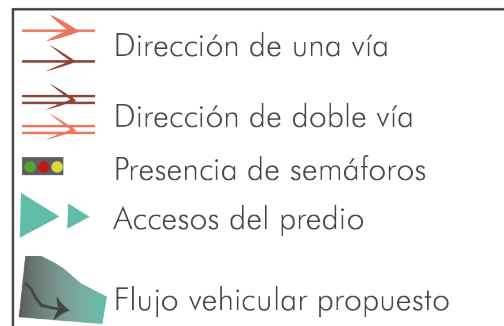 Dirección de una vía
Dirección de doble vía
Presencia de semáforos
Accesos del predio
Flujo vehicular propuesto